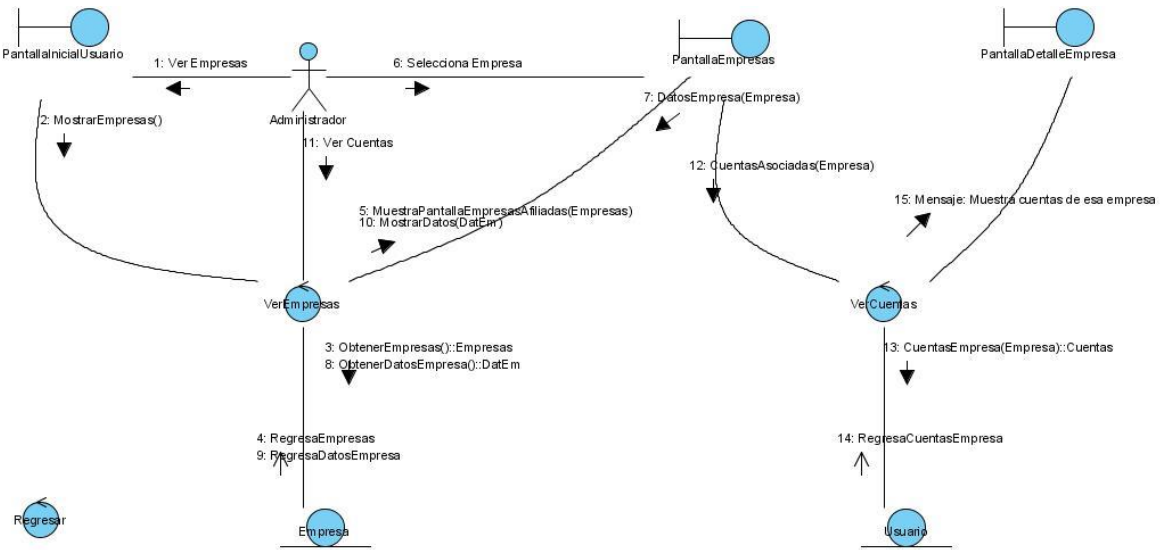 PantallaInicialUsuario
1: Ver Empresas
6: Selecciona Empresa
PantallaEmpresas
PantallaDetalleEmpresa
2: MostrarEmpresas()
Administrador
7: DatosEmpresa(Empresa)
11: Ver Cuentas
12: CuentasAsociadas(Empresa)
5: MuestraPantallaEmpresasAfiliadas(Empresas)
10: MostrarDatos(DatEm)
15: Mensaje: Muestra cuentas de esa empresa
VerEmpresas
VerCuentas
3: ObtenerEmpresas()::Empresas
8: ObtenerDatosEmpresa()::DatEm
13: CuentasEmpresa(Empresa)::Cuentas
4: RegresaEmpresas
9: RegresaDatosEmpresa
14: RegresaCuentasEmpresa
Regresar
Empresa
Usuario